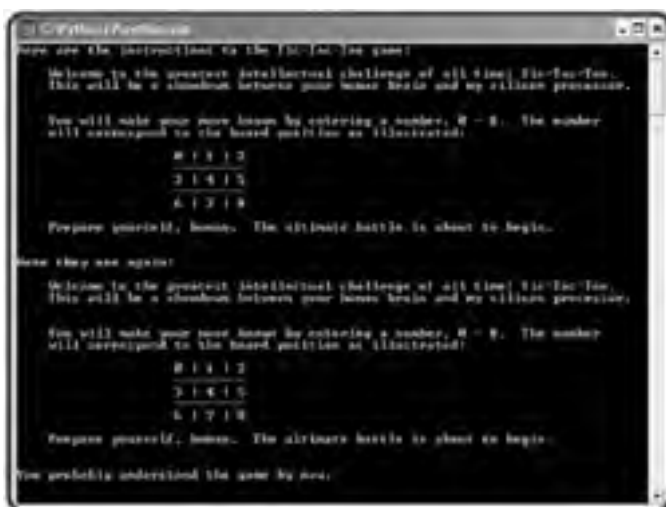 Here are the instructions to the Tic-Tac-Toe game:
Welcome to the greatest intellectual challenge of all time: Tic-Tac-Toe.
This will be a showdown between your human brain and my silicon processor.
You will make your move known by entering a number, 0 - 8. The number
will correspond to the board position as illustrated:
0 | 1 | 2
3 | 4 | 5
6 | 7 | 8
Prepare yourself, human. The ultimate battle is about to begin.
Here they are again:
Welcome to the greatest intellectual challenge of all time: Tic-Tac-Toe.
This will be a showdown between your human brain and my silicon processor.
You will make your move known by entering a number, 0 - 8. The number
will correspond to the board position as illustrated:
0 | 1 | 2
3 | 4 | 5
6 | 7 | 8
Prepare yourself, human. The ultimate battle is about to begin.
You probably understand the game by now.